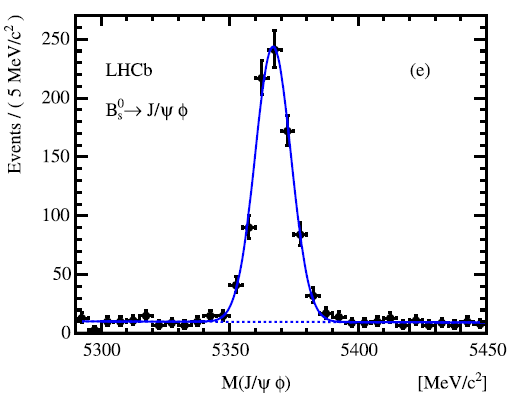 Events / ( 5 MeV/c² )
250
200
150
100
50
0
LHCb
(e)
B⁰ₛ→ J/ψ ϕ
5300
5350
5400
5450
M(J/ψ ϕ)
[MeV/c²]